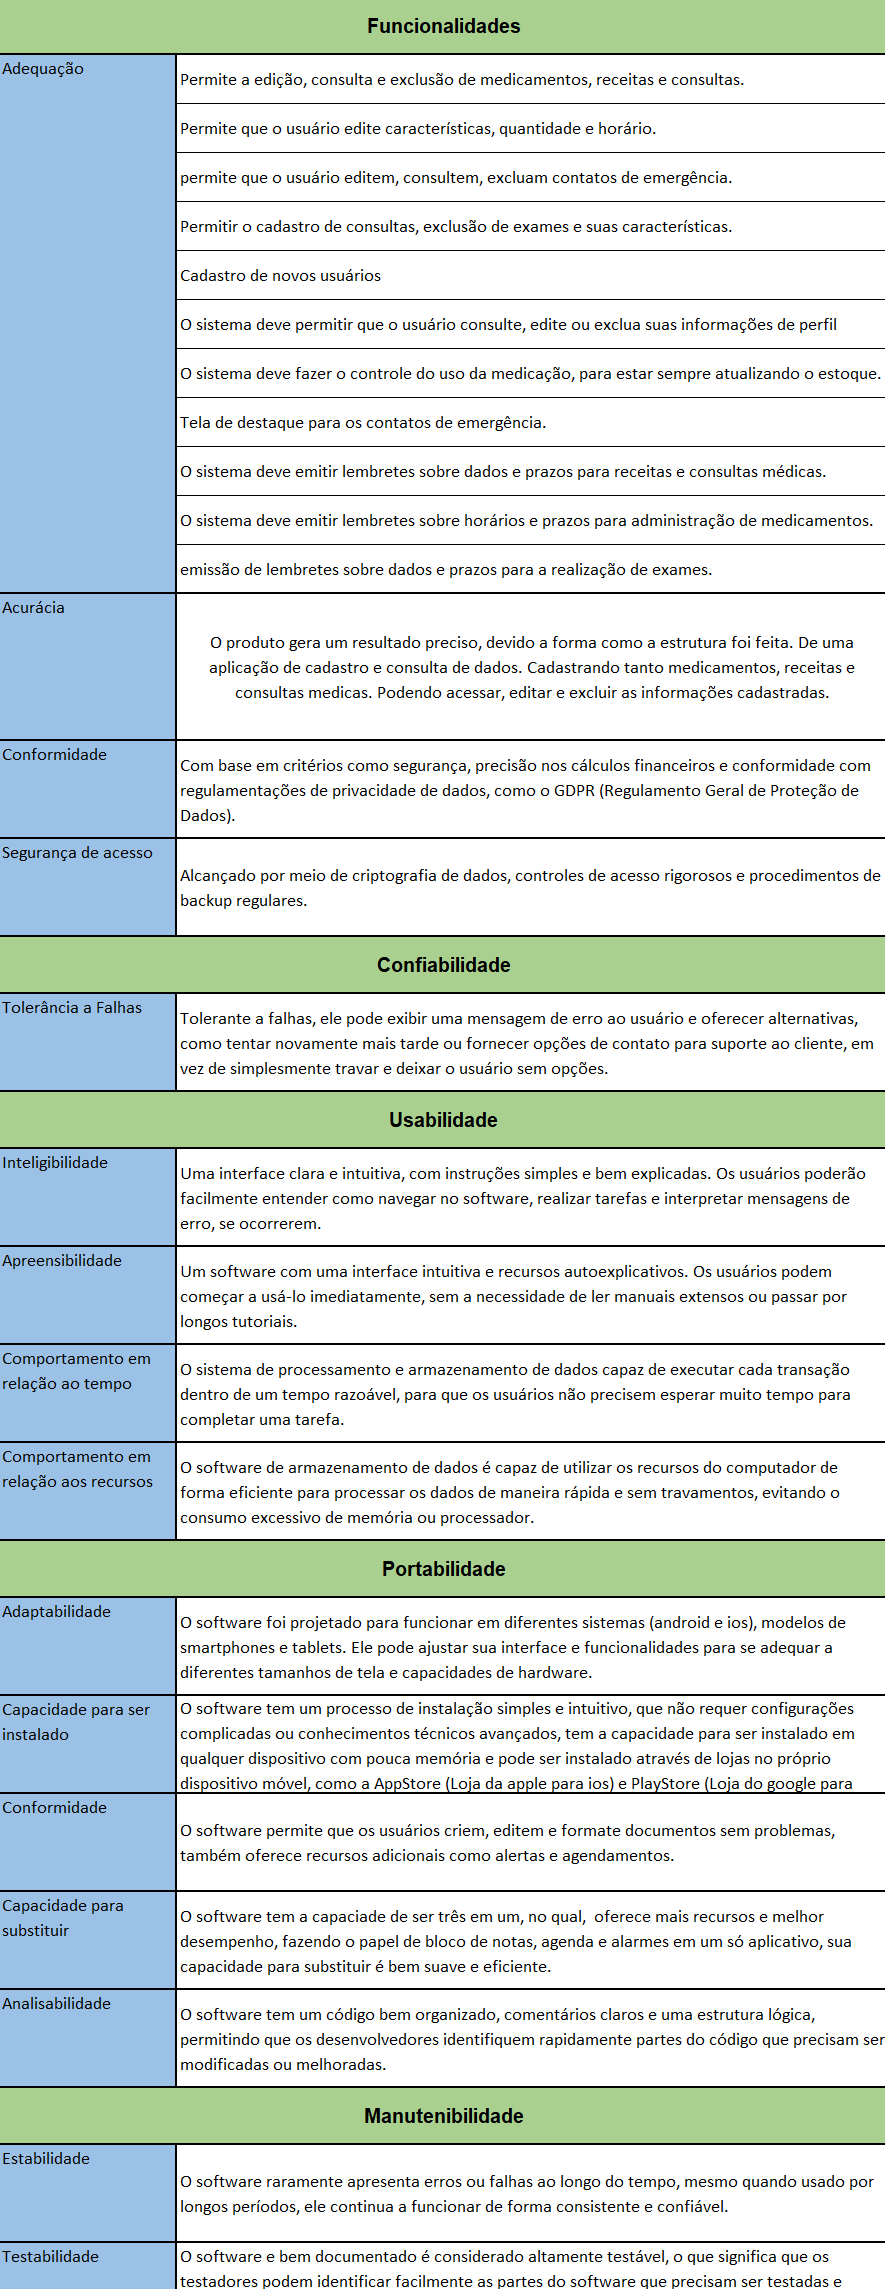 Funcionalidades
Adequação
Permite a edição, consulta e exclusão de medicamentos, receitas e consultas.
Permite que o usuário edite características, quantidade e horário.
permite que o usuário editem, consultem, excluam contatos de emergência.
Permitir o cadastro de consultas, exclusão de exames e suas características.
Cadastro de novos usuários
O sistema deve permitir que o usuário consulte, edite ou exclua suas informações de perfil
O sistema deve fazer o controle do uso da medicação, para estar sempre atualizando o estoque.
Tela de destaque para os contatos de emergência.
O sistema deve emitir lembretes sobre dados e prazos para receitas e consultas médicas.
O sistema deve emitir lembretes sobre horários e prazos para administração de medicamentos.
emissão de lembretes sobre dados e prazos para a realização de exames.
Acurácia
O produto gera um resultado preciso, devido a forma como a estrutura foi feita. De uma
aplicação de cadastro e consulta de dados. Cadastrando tanto medicamentos, receitas e
consultas medicas. Podendo acessar, editar e excluir as informações cadastradas.
Conformidade
Com base em critérios como segurança, precisão nos cálculos financeiros e conformidade com
regulamentações de privacidade de dados, como o GDPR (Regulamento Geral de Proteção de
Dados).
Segurança de acesso
Alcançado por meio de criptografia de dados, controles de acesso rigorosos e procedimentos de
backup regulares.
Confiabilidade
Tolerância a Falhas
Tolerante a falhas, ele pode exibir uma mensagem de erro ao usuário e oferecer alternativas,
como tentar novamente mais tarde ou fornecer opções de contato para suporte ao cliente, em
vez de simplesmente travar e deixar o usuário sem opções.
Usabilidade
Inteligibilidade
Uma interface clara e intuitiva, com instruções simples e bem explicadas. Os usuários poderão
facilmente entender como navegar no software, realizar tarefas e interpretar mensagens de
erro, se ocorrerem.
Apreensibilidade
Um software com uma interface intuitiva e recursos autoexplicativos. Os usuários podem
começar a usá-lo imediatamente, sem a necessidade de ler manuais extensos ou passar por
longos tutoriais.
Comportamento em
relação ao tempo
O sistema de processamento e armazenamento de dados capaz de executar cada transação
dentro de um tempo razoável, para que os usuários não precisem esperar muito tempo para
completar uma tarefa.
Comportamento em
relação aos recursos
O software de armazenamento de dados é capaz de utilizar os recursos do computador de
forma eficiente para processar os dados de maneira rápida e sem travamentos, evitando o
consumo excessivo de memória ou processador.
Portabilidade
Adaptabilidade
O software foi projetado para funcionar em diferentes sistemas (android e ios), modelos de
smartphones e tablets. Ele pode ajustar sua interface e funcionalidades para se adequar a
diferentes tamanhos de tela e capacidades de hardware.
Capacidade para ser
instalado
O software tem um processo de instalação simples e intuitivo, que não requer configurações
complicadas ou conhecimentos técnicos avançados, tem a capacidade para ser instalado em
qualquer dispositivo com pouca memória e pode ser instalado através de lojas no próprio
dispositivo móvel, como a AppStore (Loja da apple para ios) e PlayStore (Loja do google para
Conformidade
O software permite que os usuários criem, editem e formate documentos sem problemas,
também oferece recursos adicionais como alertas e agendamentos.
Capacidade para
substituir
O software tem a capaciade de ser três em um, no qual,  oferece mais recursos e melhor
desempenho, fazendo o papel de bloco de notas, agenda e alarmes em um só aplicativo, sua
capacidade para substituir é bem suave e eficiente.
Analisabilidade
O software tem um código bem organizado, comentários claros e uma estrutura lógica,
permitindo que os desenvolvedores identifiquem rapidamente partes do código que precisam ser
modificadas ou melhoradas.
Manutenibilidade
Estabilidade
O software raramente apresenta erros ou falhas ao longo do tempo, mesmo quando usado por
longos períodos, ele continua a funcionar de forma consistente e confiável.
Testabilidade
O software e bem documentado é considerado altamente testável, o que significa que os
testadores podem identificar facilmente as partes do software que precisam ser testadas e